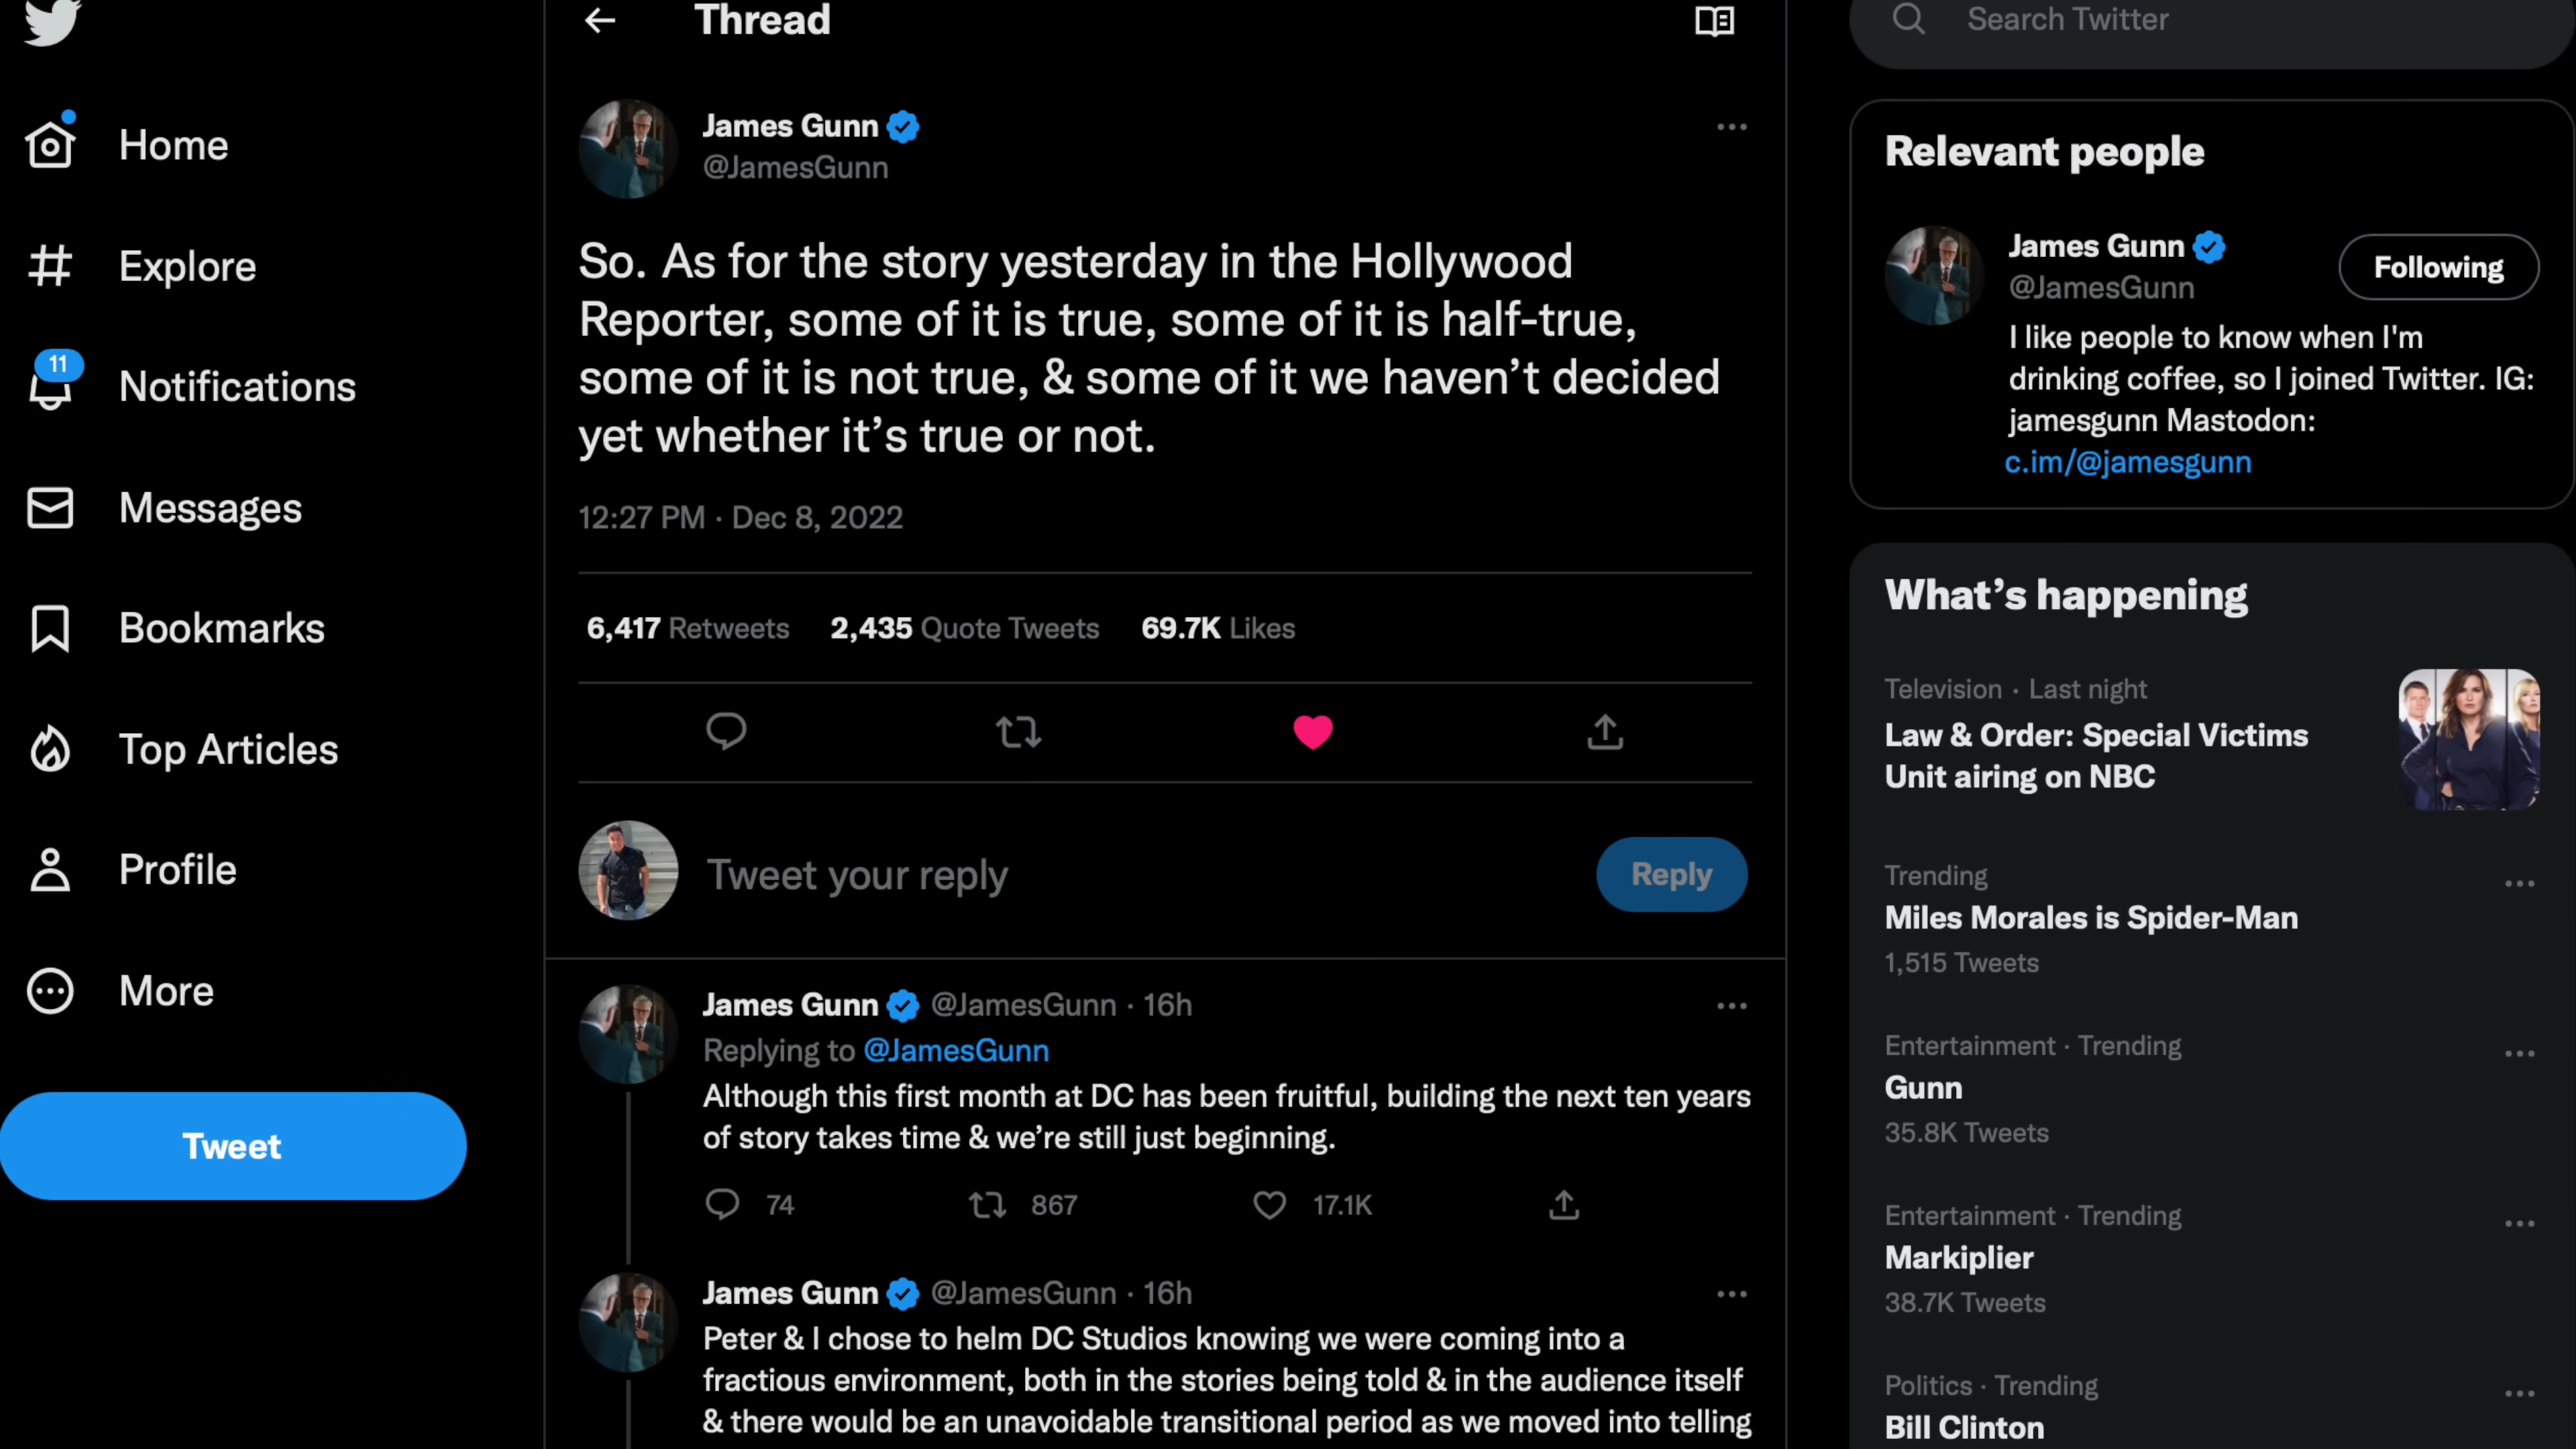 Home
Explore
11
Notifications
Messages
Bookmarks
Top Articles
Profile
More
Tweet
Thread
James Gunn
@JamesGunn
So. As for the story yesterday in the Hollywood
Reporter, some of it is true, some of it is half-true,
some of it is not true, & some of it we haven’t decided
yet whether it’s true or not.
12:27 PM · Dec 8, 2022
6,417 Retweets 2,435 Quote Tweets 69.7K Likes
Tweet your reply
Reply
James Gunn @JamesGunn · 16h
Replying to @JamesGunn
Although this first month at DC has been fruitful, building the next ten years
of story takes time & we’re still just beginning.
74 867 17.1K
James Gunn @JamesGunn · 16h
Peter & I chose to helm DC Studios knowing we were coming into a
fractious environment, both in the stories being told & in the audience itself
& there would be an unavoidable transitional period as we moved into telling
Search Twitter
Relevant people
James Gunn
@JamesGunn
Following
I like people to know when I'm
drinking coffee, so I joined Twitter. IG:
jamesgunn Mastodon:
c.im/@jamesgunn
What’s happening
Television · Last night
Law & Order: Special Victims
Unit airing on NBC
Trending
Miles Morales is Spider-Man
1,515 Tweets
Entertainment · Trending
Gunn
35.8K Tweets
Entertainment · Trending
Markiplier
38.7K Tweets
Politics · Trending
Bill Clinton